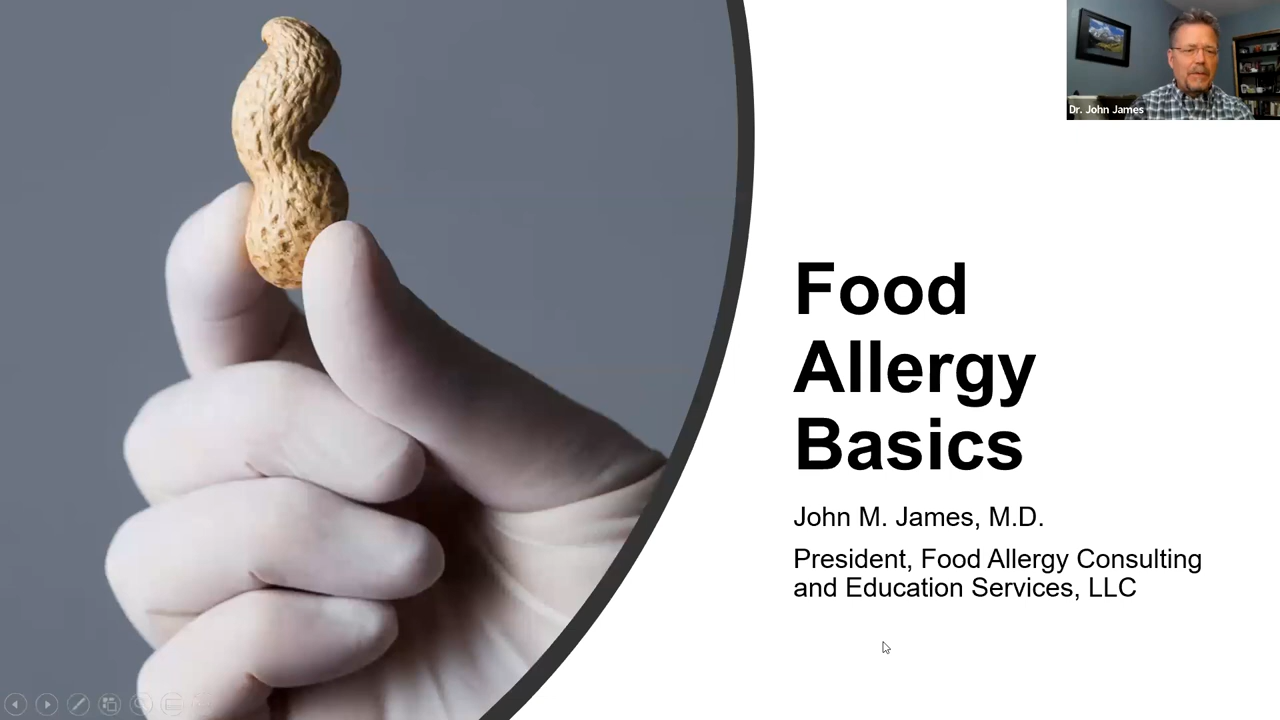 Dr. John James
Food
Allergy
Basics
John M. James, M.D.
President, Food Allergy Consulting
and Education Services, LLC